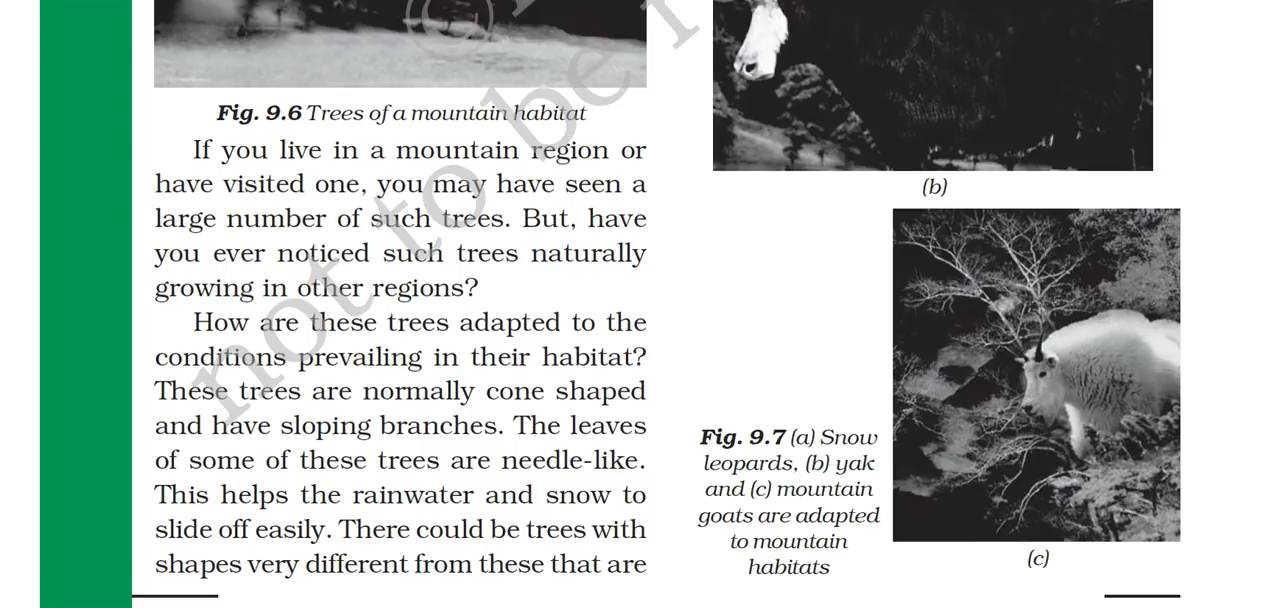 Fig. 9.6 Trees of a mountain habitat
If you live in a mountain region or
have visited one, you may have seen a
large number of such trees. But, have
you ever noticed such trees naturally
growing in other regions?
How are these trees adapted to the
conditions prevailing in their habitat?
These trees are normally cone shaped
and have sloping branches. The leaves
of some of these trees are needle-like.
This helps the rainwater and snow to
slide off easily. There could be trees with
shapes very different from these that are
(b)
Fig. 9.7 (a) Snow
leopards, (b) yak
and (c) mountain
goats are adapted
to mountain
habitats
(c)
not to be